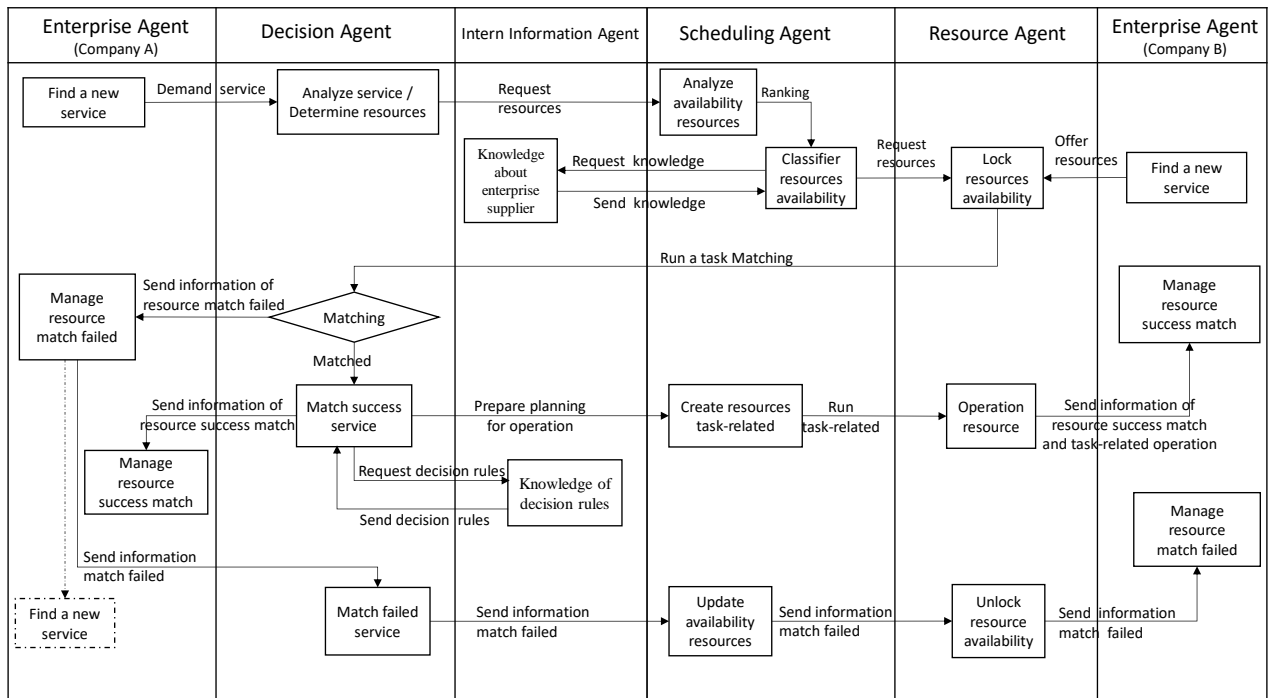 Enterprise Agent
(Company A)
Decision Agent
Intern Information Agent
Scheduling Agent
Resource Agent
Enterprise Agent
(Company B)
Find a new
service
Demand service
Analyze service /
Determine resources
Request
resources
Analyze
availability
resources
Ranking
Knowledge
about
enterprise
supplier
Request knowledge
Send knowledge
Classifier
resources
availability
Request
resources
Lock
resources
availability
Offer
resources
Find a new
service
Run a task Matching
Manage
resource
match failed
Send information of
resource match failed
Matching
Matched
Manage
resource
success match
Send information of
resource success match
Match success
service
Prepare planning
for operation
Create resources
task-related
Run
task-related
Operation
resource
Send information of
resource success match
and task-related operation
Manage
resource
success match
Request decision rules
Send decision rules
Knowledge of
decision rules
Manage
resource
match failed
Send information
match failed
Find a new
service
Match failed
service
Send information
match failed
Update
availability
resources
Send information
match failed
Unlock
resource
availability
Send information
match failed